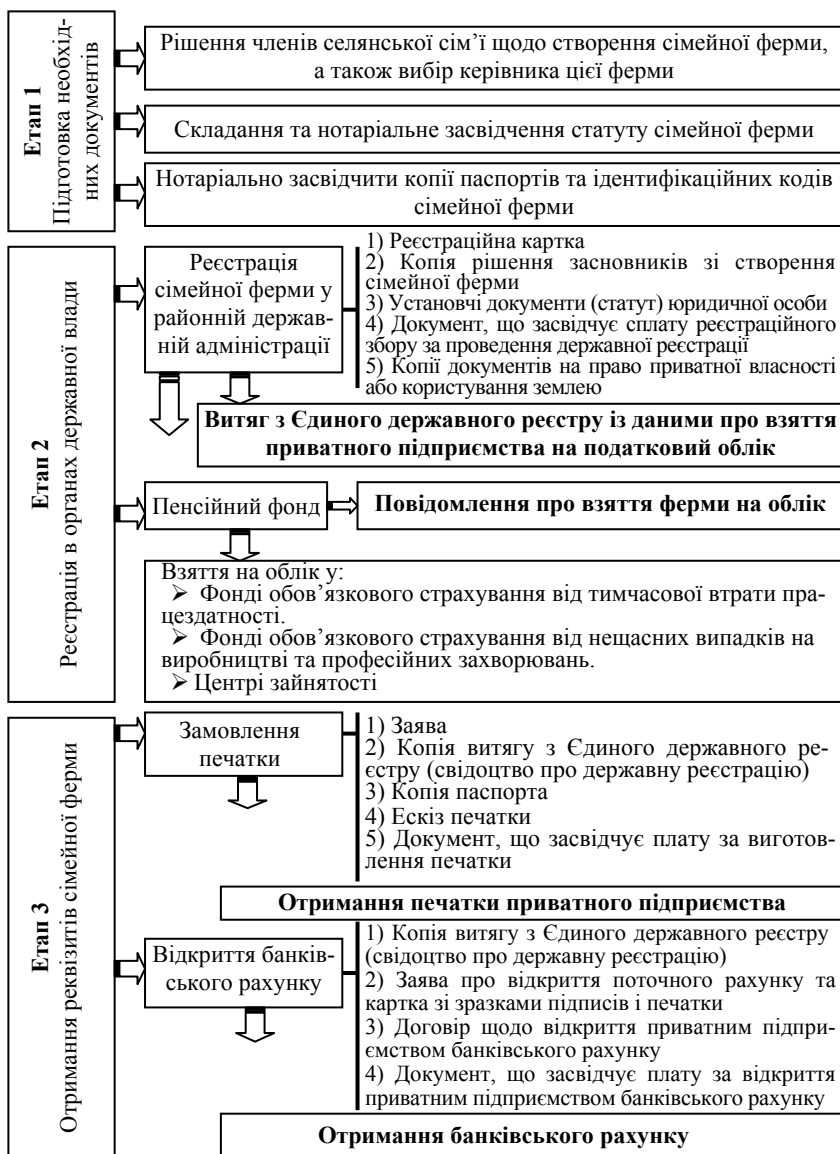 Етап 1
Підготовка необхід-
них документів
Рішення членів селянської сім’ї щодо створення сімейної ферми,
а також вибір керівника цієї ферми
Складання та нотаріальне засвідчення статуту сімейної ферми
Нотаріально засвідчити копії паспортів та ідентифікаційних кодів
сімейної ферми
Етап 2
Реєстрація в органах державної влади
Реєстрація
сімейної ферми у
районній держав-
ній адміністрації
1) Реєстраційна картка
2) Копія рішення засновників зі створення
сімейної ферми
3) Установчі документи (статут) юридичної особи
4) Документ, що засвідчує сплату реєстраційного
збору за проведення державної реєстрації
5) Копії документів на право приватної власності
або користування землею
Витяг з Єдиного державного реєстру із даними про взяття
приватного підприємства на податковий облік
Пенсійний фонд
Повідомлення про взяття ферми на облік
Взяття на облік у:
➢ Фонді обов’язкового страхування від тимчасової втрати пра-
цездатності.
➢ Фонді обов’язкового страхування від нещасних випадків на
виробництві та професійних захворювань.
➢ Центрі зайнятості
Етап 3
Отримання реквізитів сімейної ферми
Замовлення
печатки
1) Заява
2) Копія витягу з Єдиного державного ре-
єстру (свідоцтво про державну реєстрацію)
3) Копія паспорта
4) Ескіз печатки
5) Документ, що засвідчує плату за виготов-
лення печатки
Отримання печатки приватного підприємства
Відкриття банків-
ського рахунку
1) Копія витягу з Єдиного державного реєстру
(свідоцтво про державну реєстрацію)
2) Заява про відкриття поточного рахунку та
картка зі зразками підписів і печатки
3) Договір щодо відкриття приватним підпри-
ємством банківського рахунку
4) Документ, що засвідчує плату за відкриття
приватним підприємством банківського рахунку
Отримання банківського рахунку